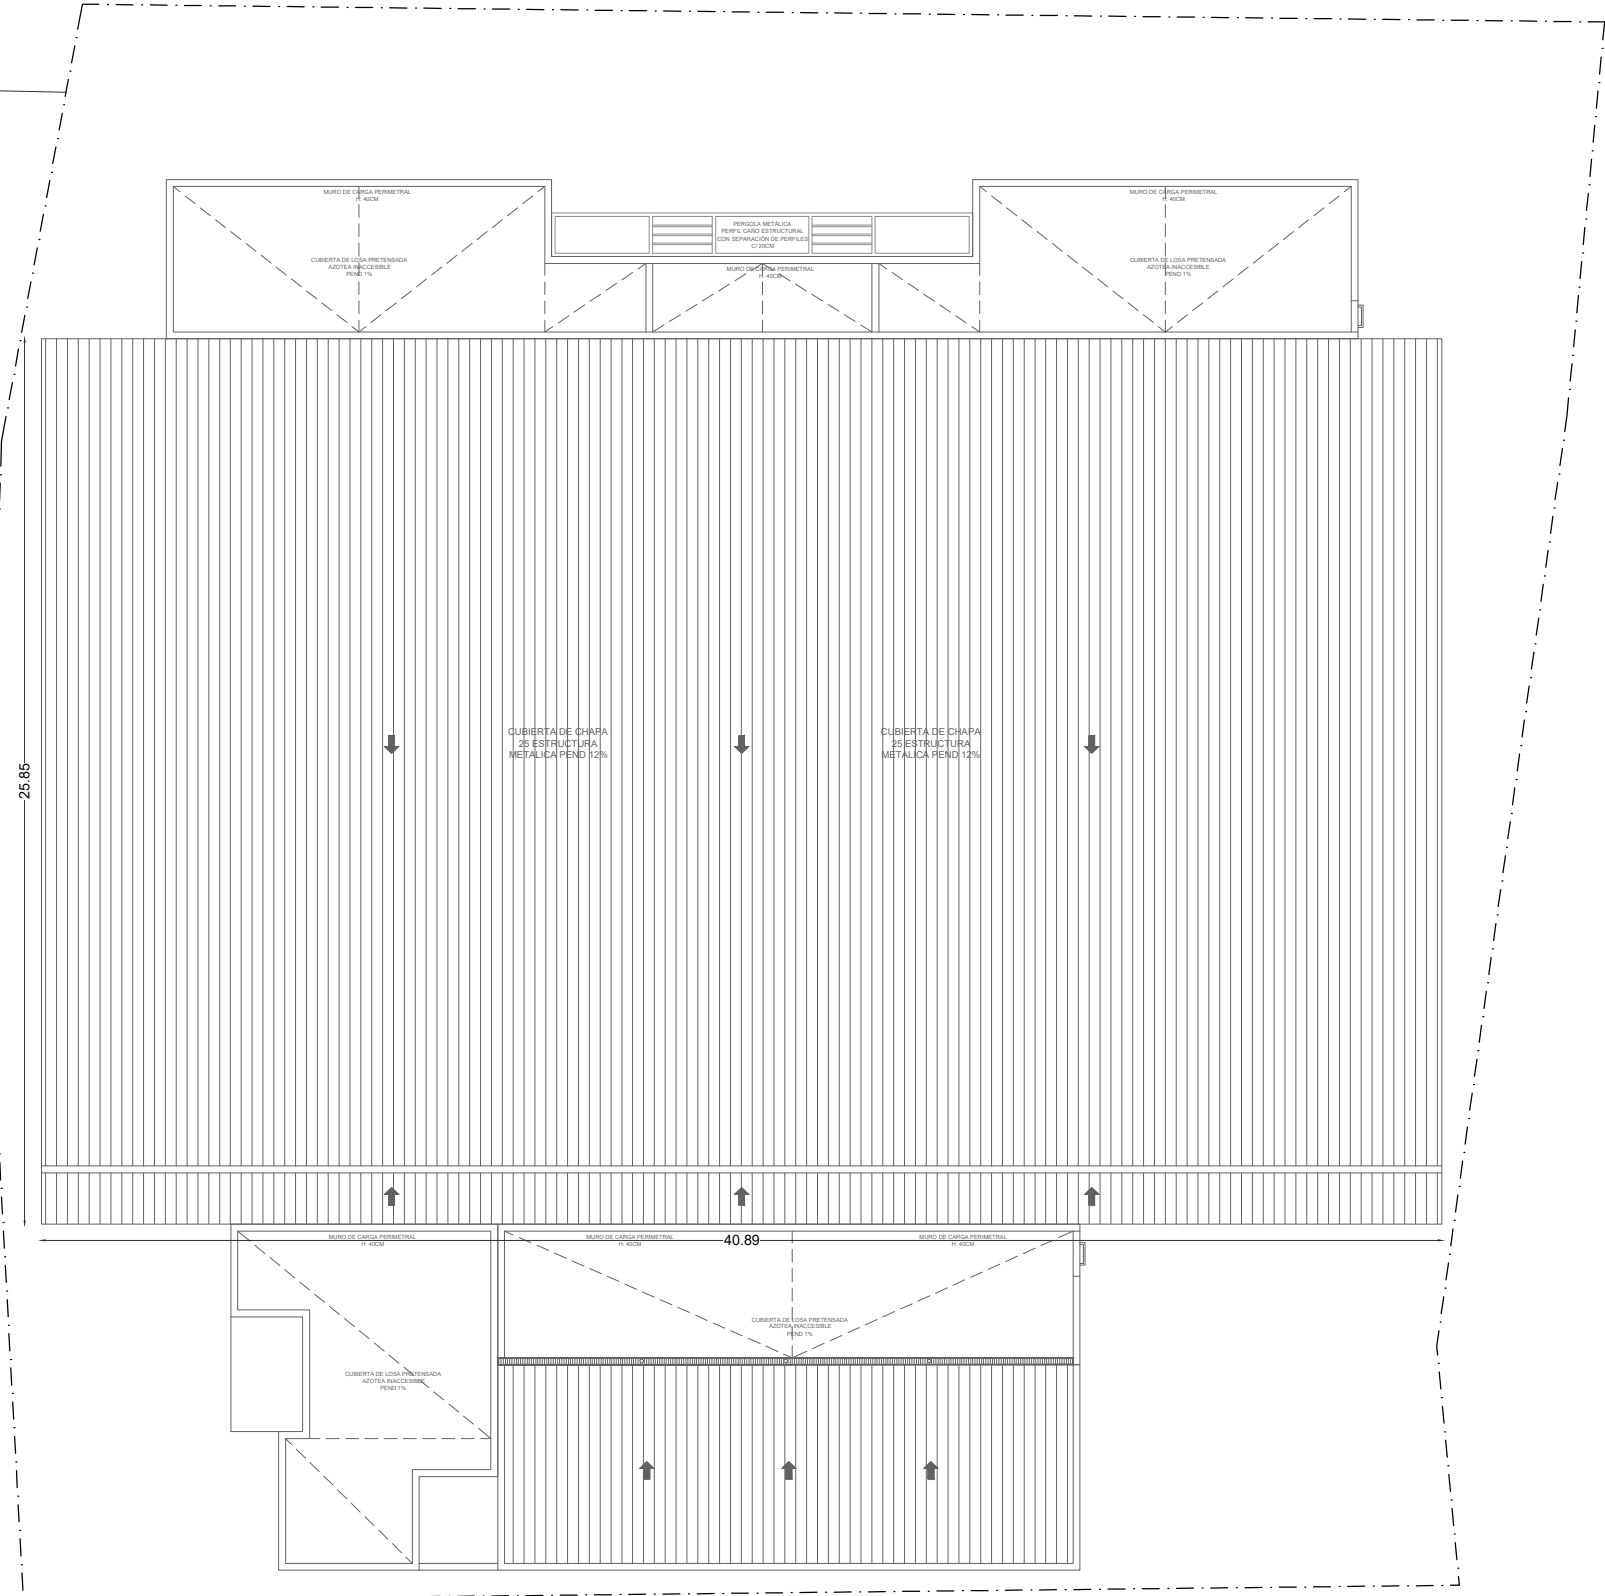 MURO DE CARGA PERIMETRAL
H: 40CM
MURO DE CARGA PERIMETRAL
H: 40CM
PERGOLA METÁLICA
PERFIL CAÑO ESTRUCTURAL
CON SEPARACIÓN DE PERFILES
C/ 20CM
CUBIERTA DE LOSA PRETENSADA
AZOTEA INACCESIBLE
PEND 1%
MURO DE CARGA PERIMETRAL
H: 40CM
CUBIERTA DE LOSA PRETENSADA
AZOTEA INACCESIBLE
PEND 1%
CUBIERTA DE CHAPA
25 ESTRUCTURA
METALICA PEND 12%
CUBIERTA DE CHAPA
25 ESTRUCTURA
METALICA PEND 12%
25.85
MURO DE CARGA PERIMETRAL
H: 40CM
MURO DE CARGA PERIMETRAL
H: 40CM
40.89
MURO DE CARGA PERIMETRAL
H: 40CM
CUBIERTA DE LOSA PRETENSADA
AZOTEA INACCESIBLE
PEND 1%
CUBIERTA DE LOSA PRETENSADA
AZOTEA INACCESIBLE
PEND 1%